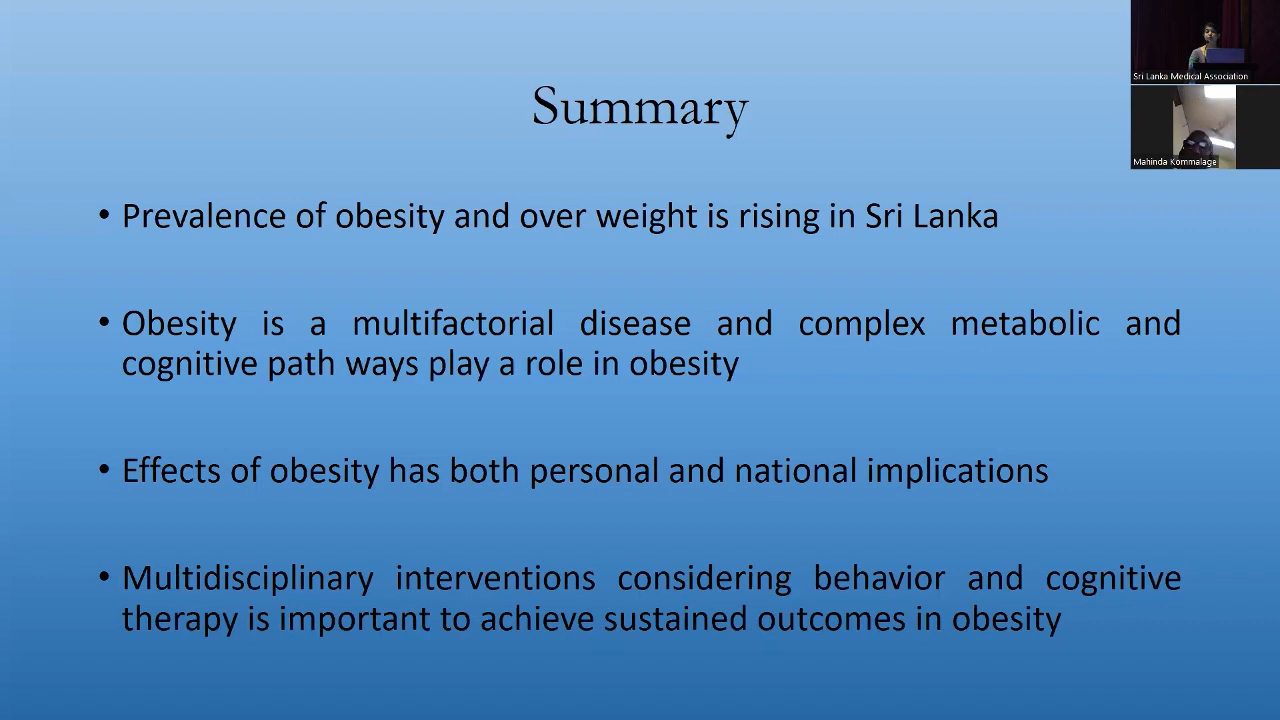 Summary
• Prevalence of obesity and over weight is rising in Sri Lanka
• Obesity is a multifactorial disease and complex metabolic and
cognitive path ways play a role in obesity
• Effects of obesity has both personal and national implications
• Multidisciplinary interventions considering behavior and cognitive
therapy is important to achieve sustained outcomes in obesity
Sri Lanka Medical Association
Mahinda Kommalage